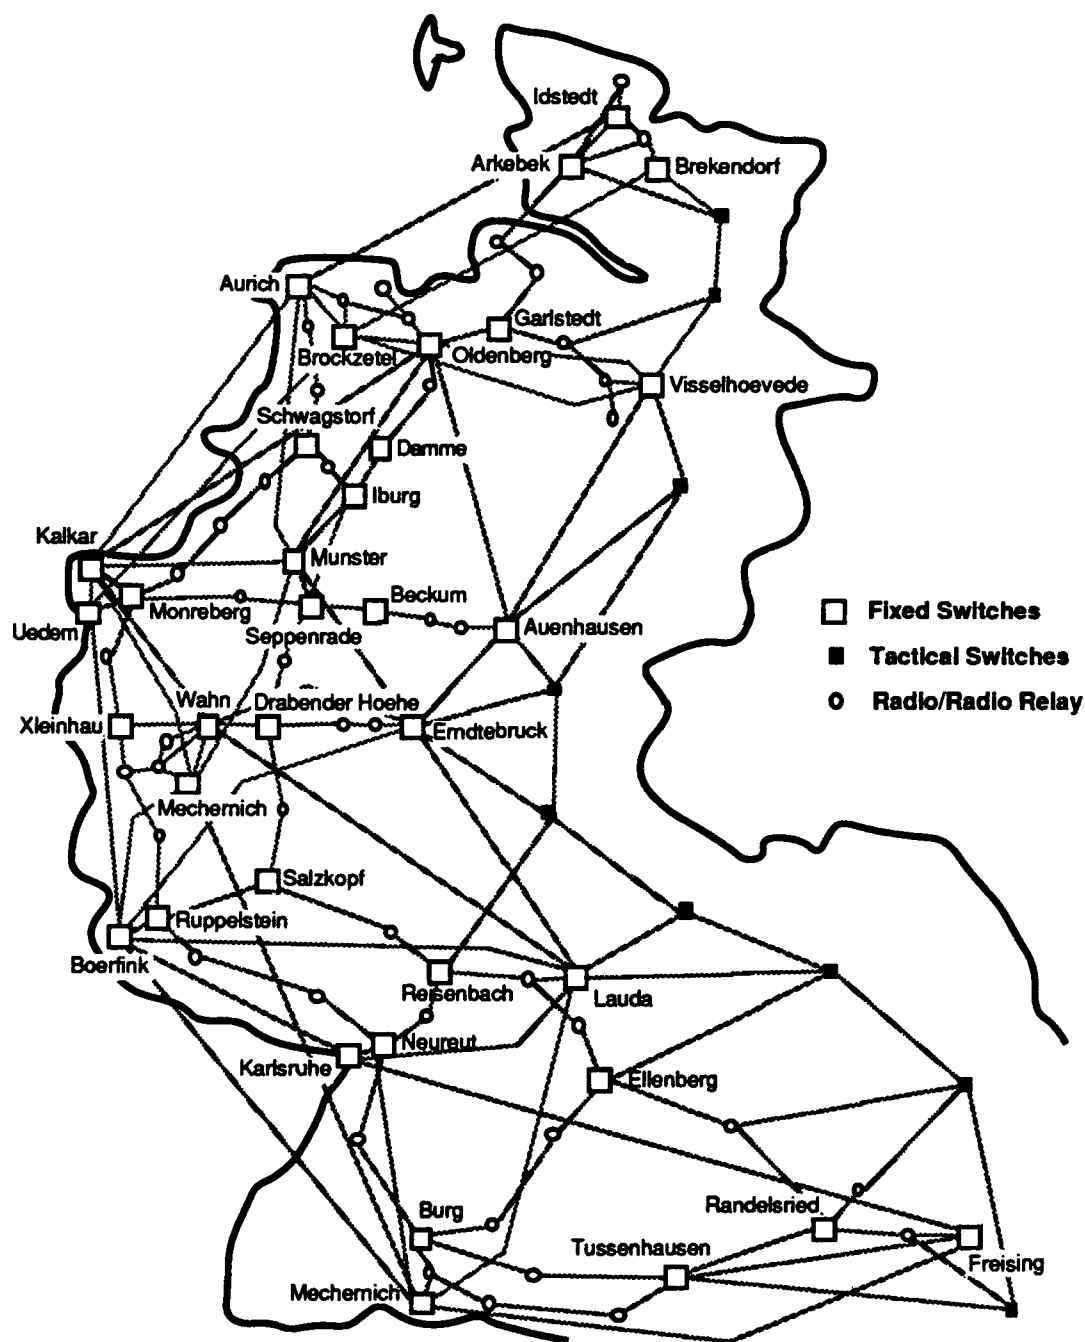 Idstedt
Arkebek
Brekendorf
Aurich
Garlstedt
Brockzetel
Oldenberg
Visselhoevede
Schwagstorf
Damme
Iburg
Kalkar
Munster
Monreberg
Beckum
Fixed Switches
Uedem
Seppenrade
Auenhausen
Tactical Switches
Wahn
Drabender Hoehe
Radio/Radio Relay
Xleinhau
Erndtebruck
Mechernich
Salzkopf
Ruppelstein
Boerfink
Reisenbach
Lauda
Neureut
Karlsruhe
Ellenberg
Randelsried
Burg
Tussenhausen
Freising
Mechernich